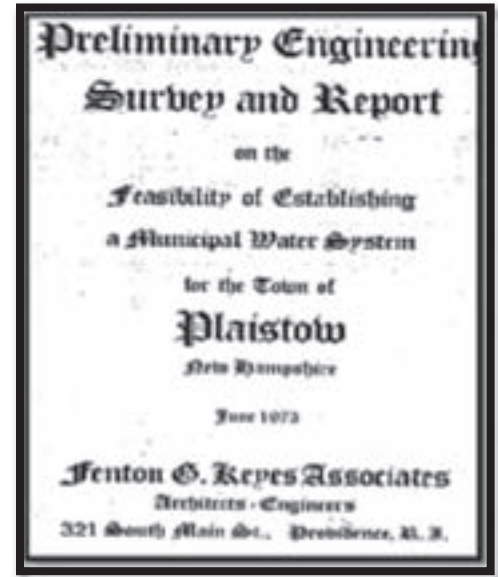 Preliminary Engineering
Survey and Report
on the
Feasibility of Establishing
a Municipal Water System
for the Town of
Plaistow
New Hampshire
June 1973
Fenton G. Keyes Associates
Architects - Engineers
321 South Main St., Providence, R. I.